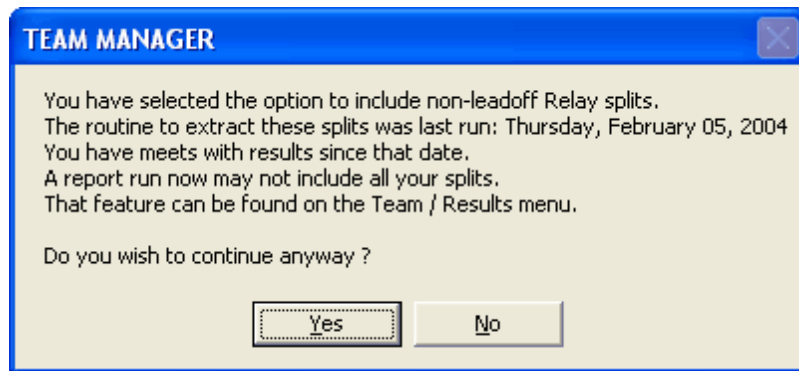 TEAM MANAGER
You have selected the option to include non-leadoff Relay splits.
The routine to extract these splits was last run: Thursday, February 05, 2004
You have meets with results since that date.
A report run now may not include all your splits.
That feature can be found on the Team / Results menu.
Do you wish to continue anyway ?
Yes
No